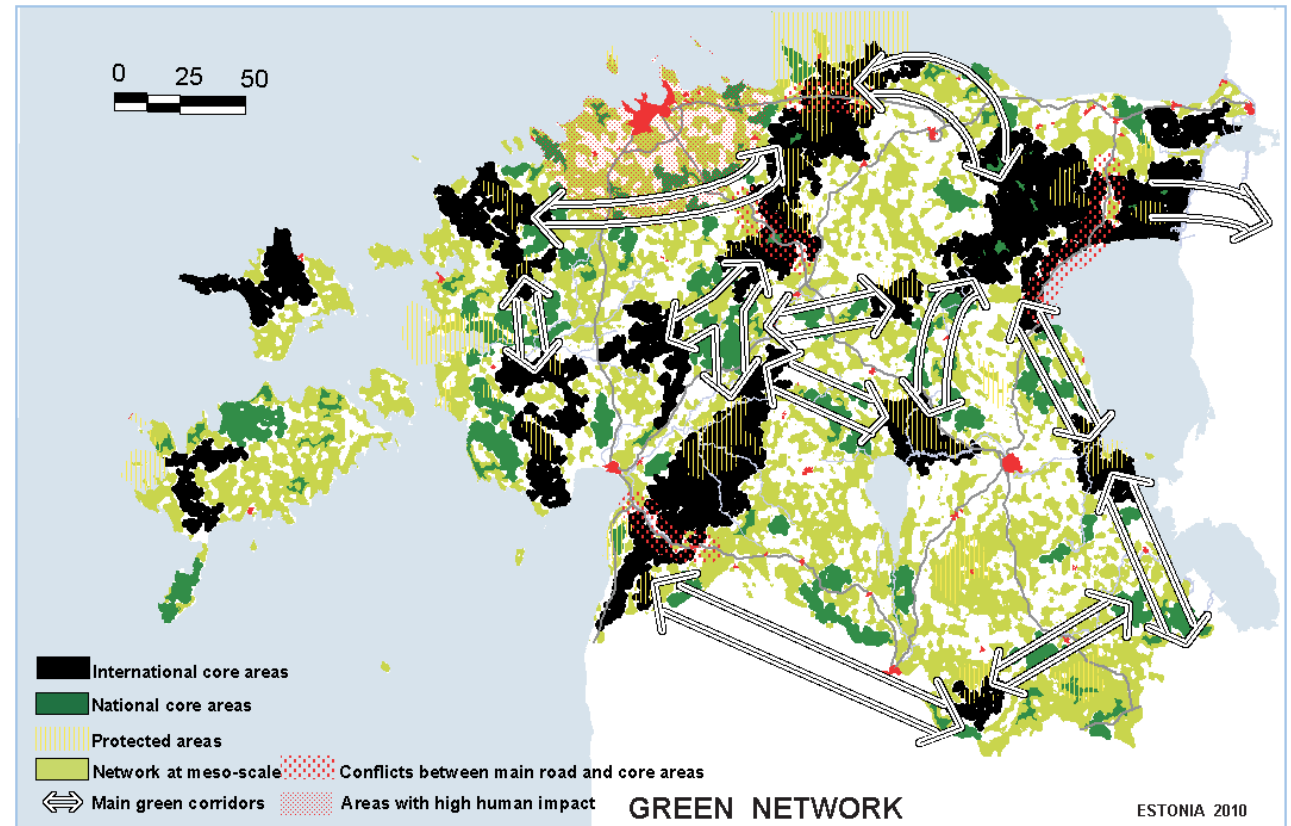 0 25 50
International core areas
National core areas
Protected areas
Network at meso-scale
Conflicts between main road and core areas
Main green corridors
Areas with high human impact
GREEN NETWORK
ESTONIA 2010